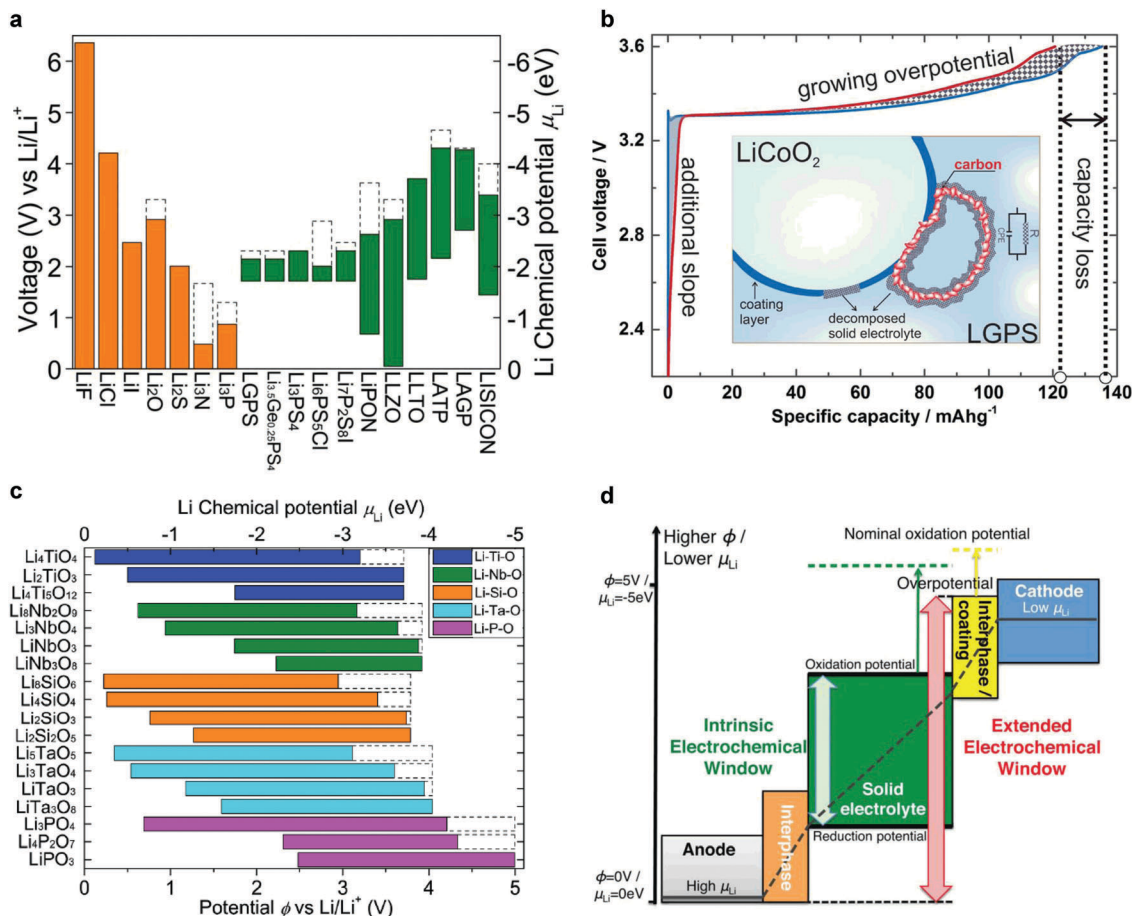 a
Voltage (V) vs Li/Li⁺
6
5
4
3
2
1
0
Li Chemical potential μ_Li (eV)
-6
-5
-4
-3
-2
-1
0
LiF
LiCl
LiI
Li₂O
Li₂S
Li₃N
Li₃P
LGPS
Li₃.₅Ge₀.₂₅PS₄
Li₃PS₄
Li₆PS₅Cl
Li₇P₂S₈I
LiPON
LLZO
LLTO
LATP
LAGP
LISICON
b
Cell voltage / V
3.6
3.2
2.8
2.4
growing overpotential
additional slope
capacity loss
LiCoO₂
carbon
R
CPE
coating
layer
decomposed
solid electrolyte
LGPS
0 20 40 60 80 100 120 140
Specific capacity / mAhg⁻¹
c
Li Chemical potential μ_Li (eV)
0 -1 -2 -3 -4 -5
Li₄TiO₄
Li₂TiO₃
Li₄Ti₅O₁₂
Li₈Nb₂O₉
Li₃NbO₄
LiNbO₃
LiNb₃O₈
Li₈SiO₆
Li₄SiO₄
Li₂SiO₃
Li₂Si₂O₅
Li₅TaO₅
Li₃TaO₄
LiTaO₃
LiTa₃O₈
Li₃PO₄
Li₄P₂O₇
LiPO₃
Li-Ti-O
Li-Nb-O
Li-Si-O
Li-Ta-O
Li-P-O
0 1 2 3 4 5
Potential ϕ vs Li/Li⁺ (V)
d
Higher ϕ /
Lower μ_Li
Nominal oxidation potential
ϕ=5V /
μ_Li=-5eV
Overpotential
Cathode
Low μ_Li
Interphase /
coating
Oxidation potential
Intrinsic
Electrochemical
Window
Extended
Electrochemical
Window
Solid
electrolyte
Interphase
Reduction potential
Anode
High μ_Li
ϕ=0V /
μ_Li=0eV